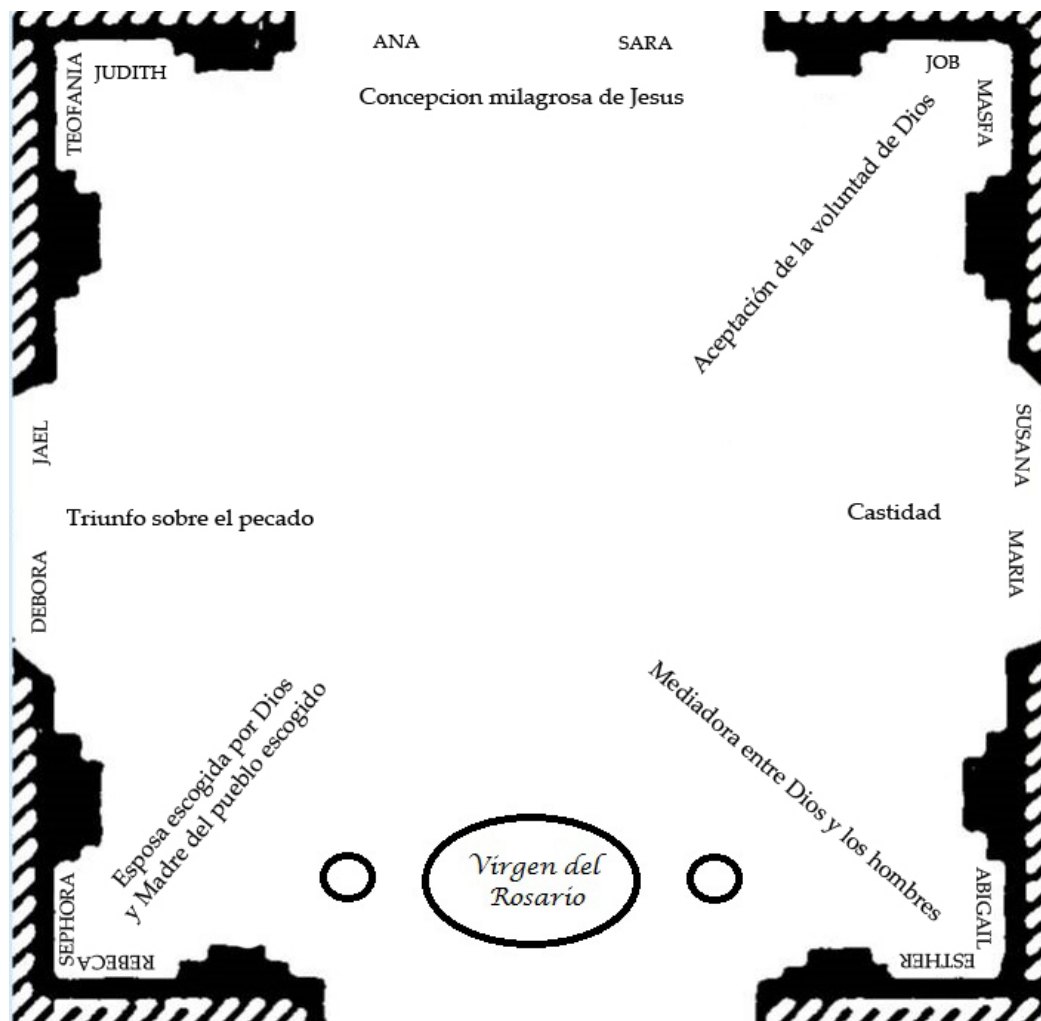 ANA
SARA
JUDITH
TEOFANIA
JOB
MASFA
Concepcion milagrosa de Jesus
Aceptación de la voluntad de Dios
JAEL
SUSANA
Triunfo sobre el pecado
Castidad
DEBORA
MARIA
Esposa escogida por Dios
y Madre del pueblo escogido
Mediadora entre Dios y los hombres
Virgen del
Rosario
SEPHORA
REBECA
ABIGAIL
ESTHER